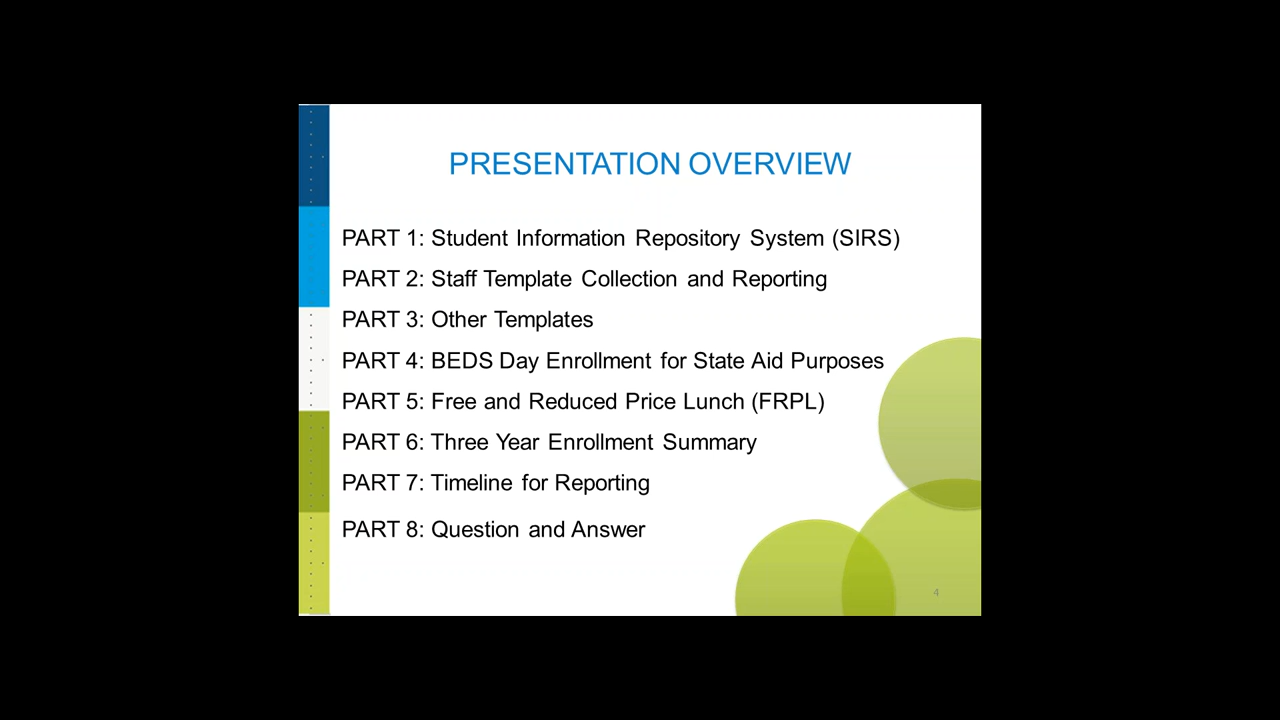 PRESENTATION OVERVIEW
PART 1: Student Information Repository System (SIRS)
PART 2: Staff Template Collection and Reporting
PART 3: Other Templates
PART 4: BEDS Day Enrollment for State Aid Purposes
PART 5: Free and Reduced Price Lunch (FRPL)
PART 6: Three Year Enrollment Summary
PART 7: Timeline for Reporting
PART 8: Question and Answer
4